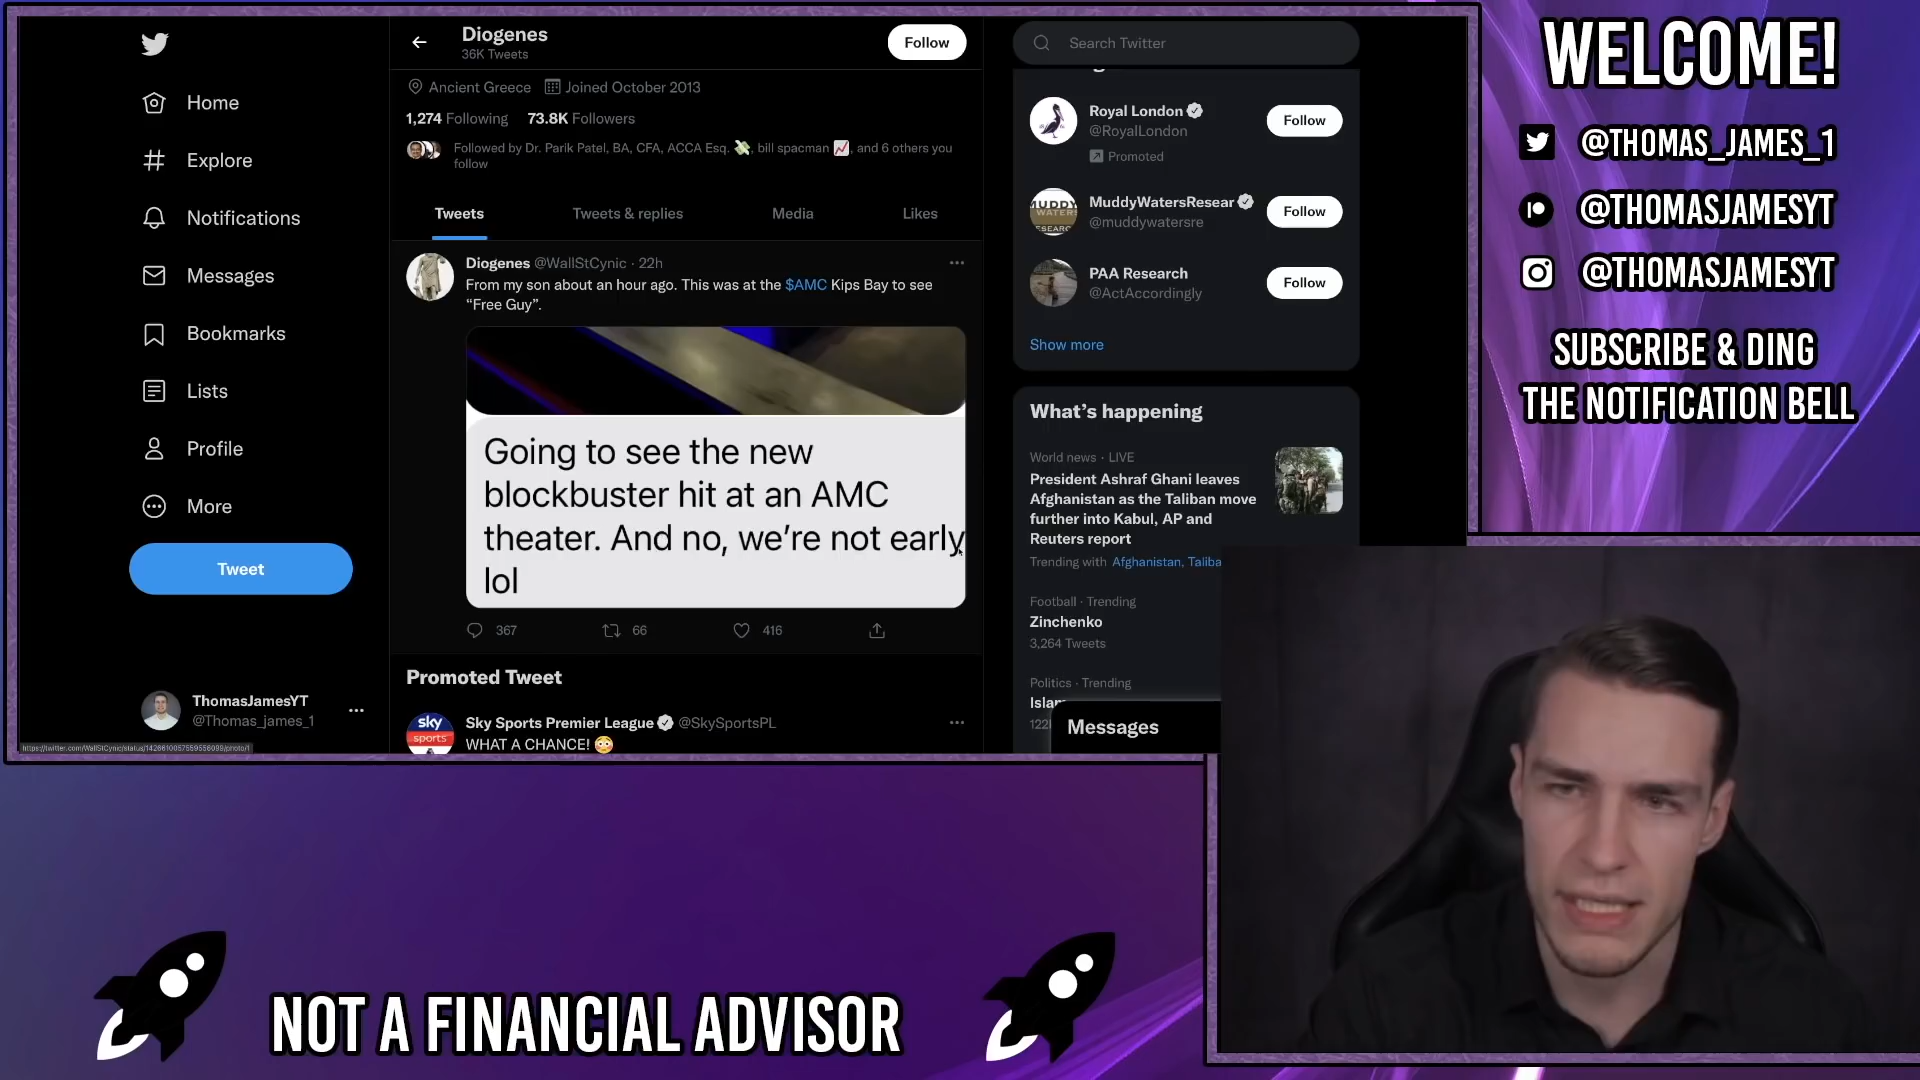 Home
Explore
Notifications
Messages
Bookmarks
Lists
Profile
More
Tweet
ThomasJamesYT
@Thomas_james_1
Diogenes
36K Tweets
Follow
Ancient Greece Joined October 2013
1,274 Following 73.8K Followers
Followed by Dr. Parik Patel, BA, CFA, ACCA Esq. 💸, bill spacman 📈, and 6 others you
follow
Tweets Tweets & replies Media Likes
Diogenes @WallStCynic · 22h
From my son about an hour ago. This was at the $AMC Kips Bay to see
“Free Guy”.
Going to see the new
blockbuster hit at an AMC
theater. And no, we’re not early
lol
367 66 416
Promoted Tweet
Sky Sports Premier League @SkySportsPL
sky
sports
WHAT A CHANCE! 😳
Search Twitter
Royal London
@RoyalLondon
Promoted
Follow
MUDDY
WATERS
MuddyWatersResear
@muddywatersre
Follow
PAA Research
@ActAccordingly
Follow
Show more
What’s happening
World news · LIVE
President Ashraf Ghani leaves
Afghanistan as the Taliban move
further into Kabul, AP and
Reuters report
Trending with Afghanistan, Taliba
Football · Trending
Zinchenko
3,264 Tweets
Politics · Trending
Messages
WELCOME!
@THOMAS_JAMES_1
@THOMASJAMESYT
@THOMASJAMESYT
SUBSCRIBE & DING
THE NOTIFICATION BELL
NOT A FINANCIAL ADVISOR